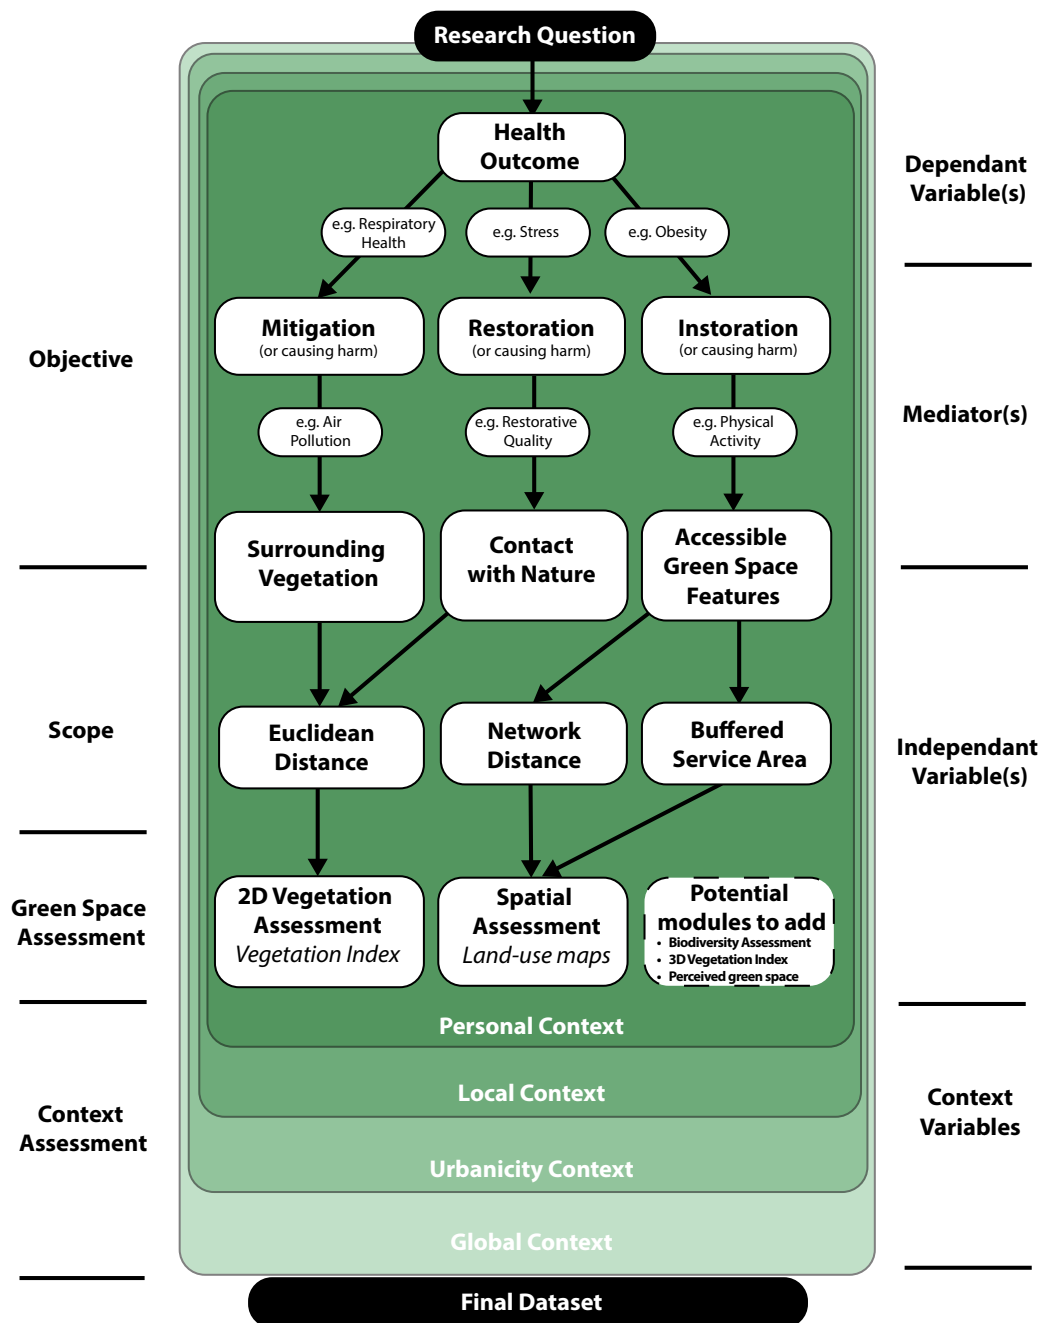 Research Question
Health
Outcome
Dependant
Variable(s)
e.g. Respiratory
Health
e.g. Stress
e.g. Obesity
Mitigation
(or causing harm)
Restoration
(or causing harm)
Instoration
(or causing harm)
Objective
Mediator(s)
e.g. Air
Pollution
e.g. Restorative
Quality
e.g. Physical
Activity
Surrounding
Vegetation
Contact
with Nature
Accessible
Green Space
Features
Scope
Euclidean
Distance
Network
Distance
Buffered
Service Area
Independant
Variable(s)
Green Space
Assessment
2D Vegetation
Assessment
Vegetation Index
Spatial
Assessment
Land-use maps
Potential
modules to add
• Biodiversity Assessment
• 3D Vegetation Index
• Perceived green space
Personal Context
Local Context
Context
Assessment
Context
Variables
Urbanicity Context
Global Context
Final Dataset